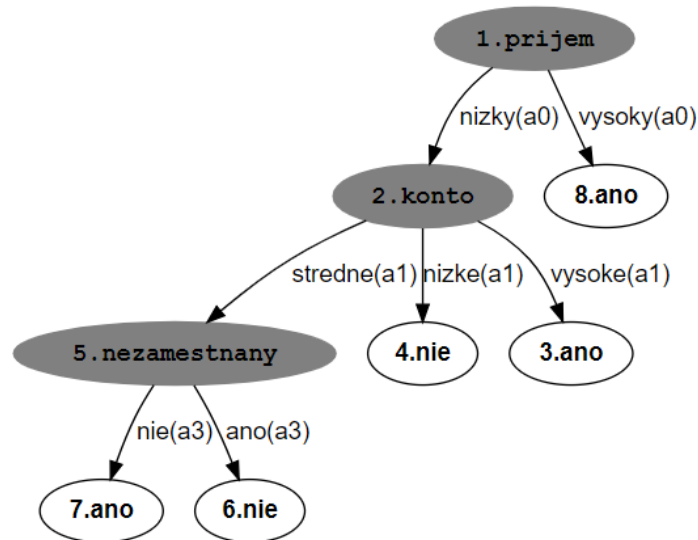 1.prijem
nizky(a0) vysoky(a0)
2.konto 8.ano
stredne(a1) nizke(a1) vysoke(a1)
5.nezamestnany 4.nie 3.ano
nie(a3) ano(a3)
7.ano 6.nie